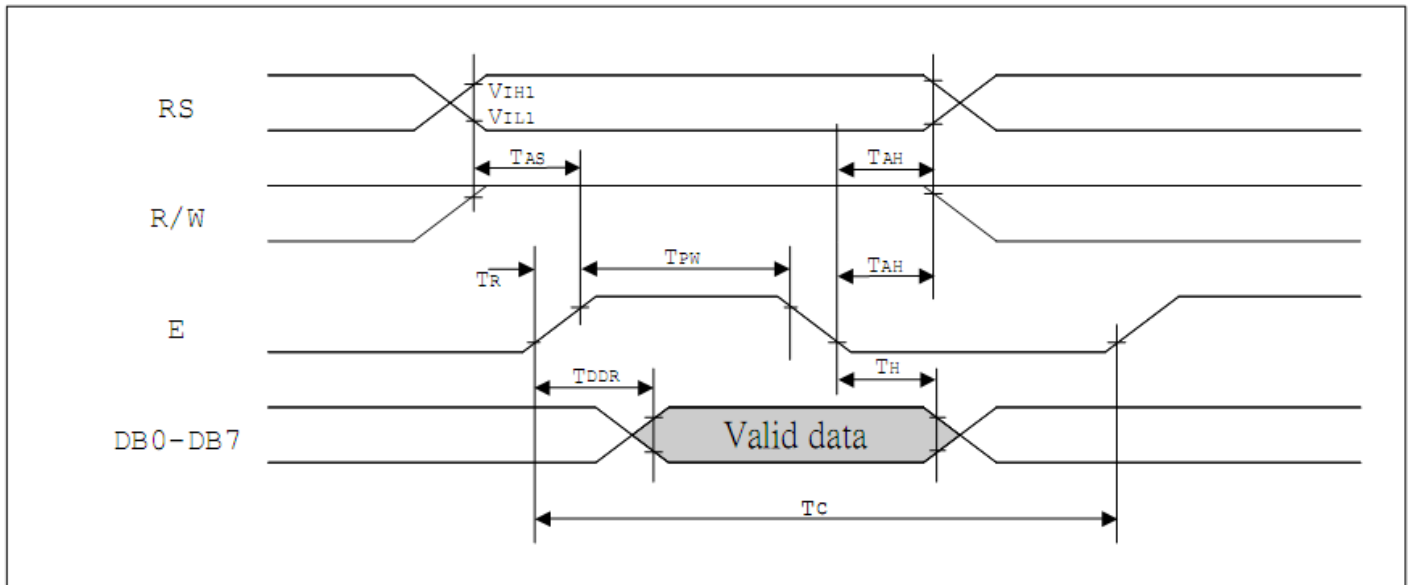 RS
VIH1
VIL1
TAS
TAH
R/W
TPW
TAH
TR
E
TH
TDDR
DB0-DB7
Valid data
TC